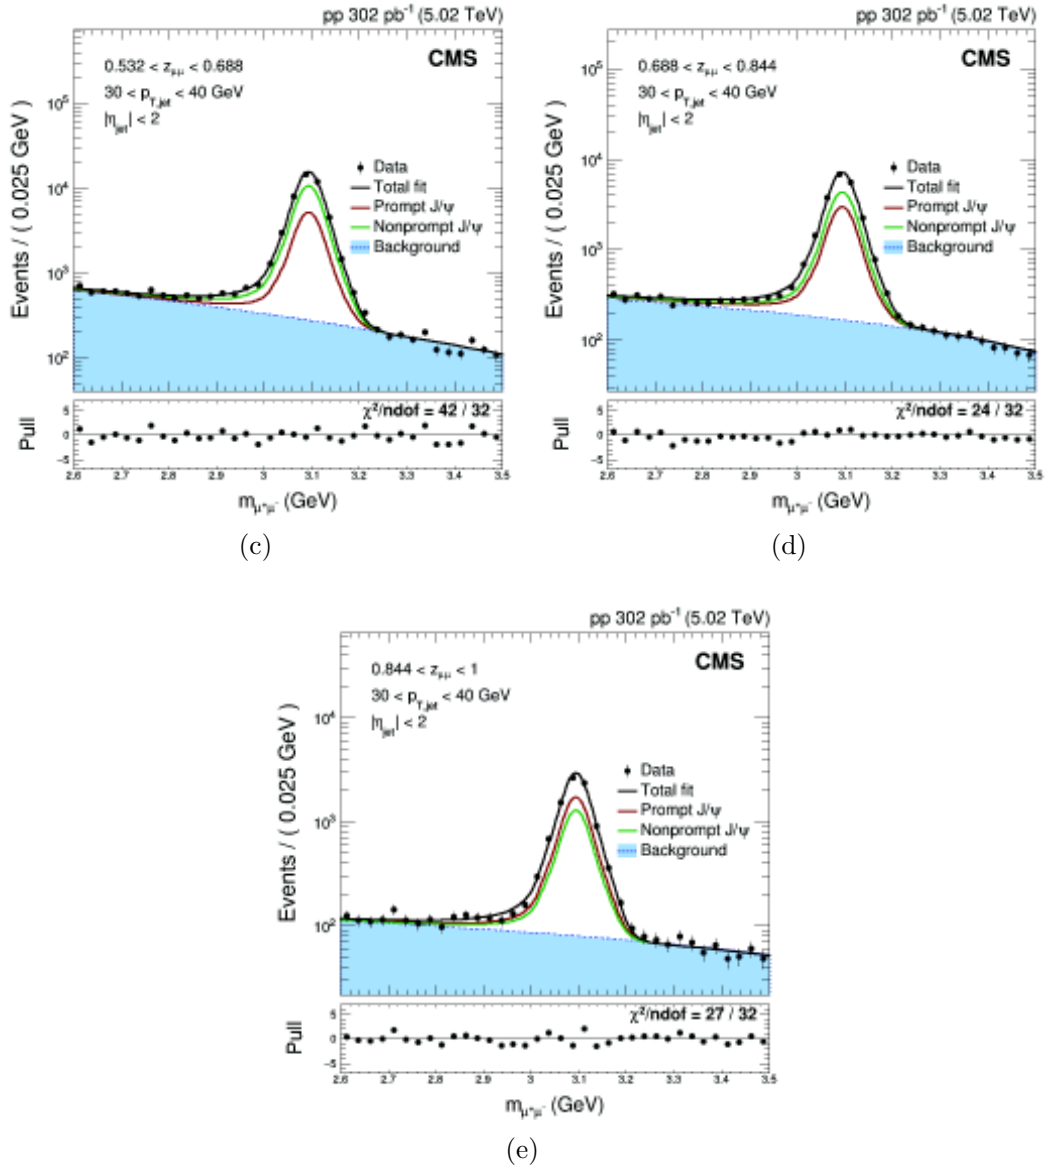 pp 302 pb⁻¹ (5.02 TeV)
CMS
0.532 < z_μμ < 0.688
30 < p_T,jet < 40 GeV
|η_jet| < 2
Events / ( 0.025 GeV )
10⁵
10⁴
10³
10²
Data
Total fit
Prompt J/ψ
Nonprompt J/ψ
Background
χ²/ndof = 42 / 32
Pull
5
0
−5
2.6 2.7 2.8 2.9 3 3.1 3.2 3.3 3.4 3.5
m_μ⁺μ⁻ (GeV)
(c)
pp 302 pb⁻¹ (5.02 TeV)
CMS
0.688 < z_μμ < 0.844
30 < p_T,jet < 40 GeV
|η_jet| < 2
Events / ( 0.025 GeV )
10⁵
10⁴
10³
10²
Data
Total fit
Prompt J/ψ
Nonprompt J/ψ
Background
χ²/ndof = 24 / 32
Pull
5
0
−5
2.6 2.7 2.8 2.9 3 3.1 3.2 3.3 3.4 3.5
m_μ⁺μ⁻ (GeV)
(d)
pp 302 pb⁻¹ (5.02 TeV)
CMS
0.844 < z_μμ < 1
30 < p_T,jet < 40 GeV
|η_jet| < 2
Events / ( 0.025 GeV )
10⁴
10³
10²
Data
Total fit
Prompt J/ψ
Nonprompt J/ψ
Background
χ²/ndof = 27 / 32
Pull
5
0
−5
2.6 2.7 2.8 2.9 3 3.1 3.2 3.3 3.4 3.5
m_μ⁺μ⁻ (GeV)
(e)